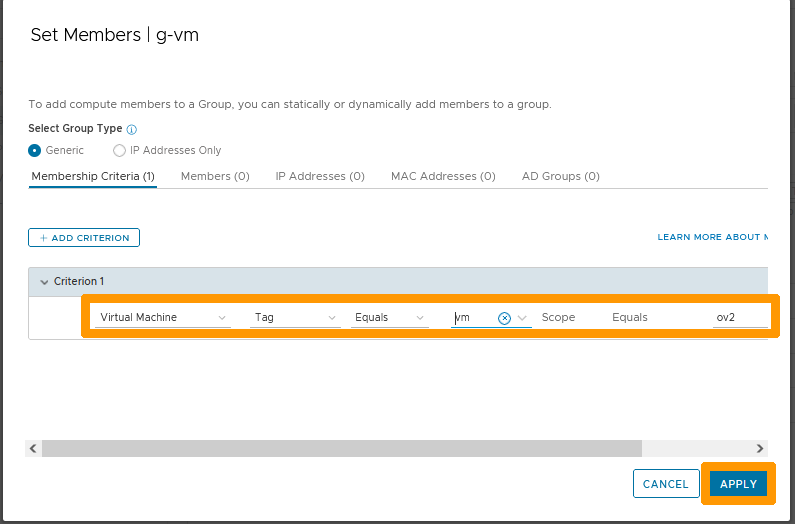 Set Members | g-vm
To add compute members to a Group, you can statically or dynamically add members to a group.
Select Group Type
Generic IP Addresses Only
Membership Criteria (1) Members (0) IP Addresses (0) MAC Addresses (0) AD Groups (0)
+ ADD CRITERION LEARN MORE ABOUT M
Criterion 1
Virtual Machine Tag Equals vm Scope Equals ov2
CANCEL APPLY